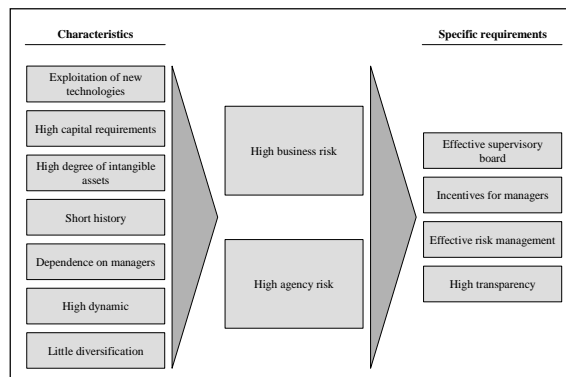 Characteristics
Exploitation of new
technologies
High capital requirements
High degree of intangible
assets
Short history
Dependence on managers
High dynamic
Little diversification
High business risk
High agency risk
Specific requirements
Effective supervisory
board
Incentives for managers
Effective risk management
High transparency